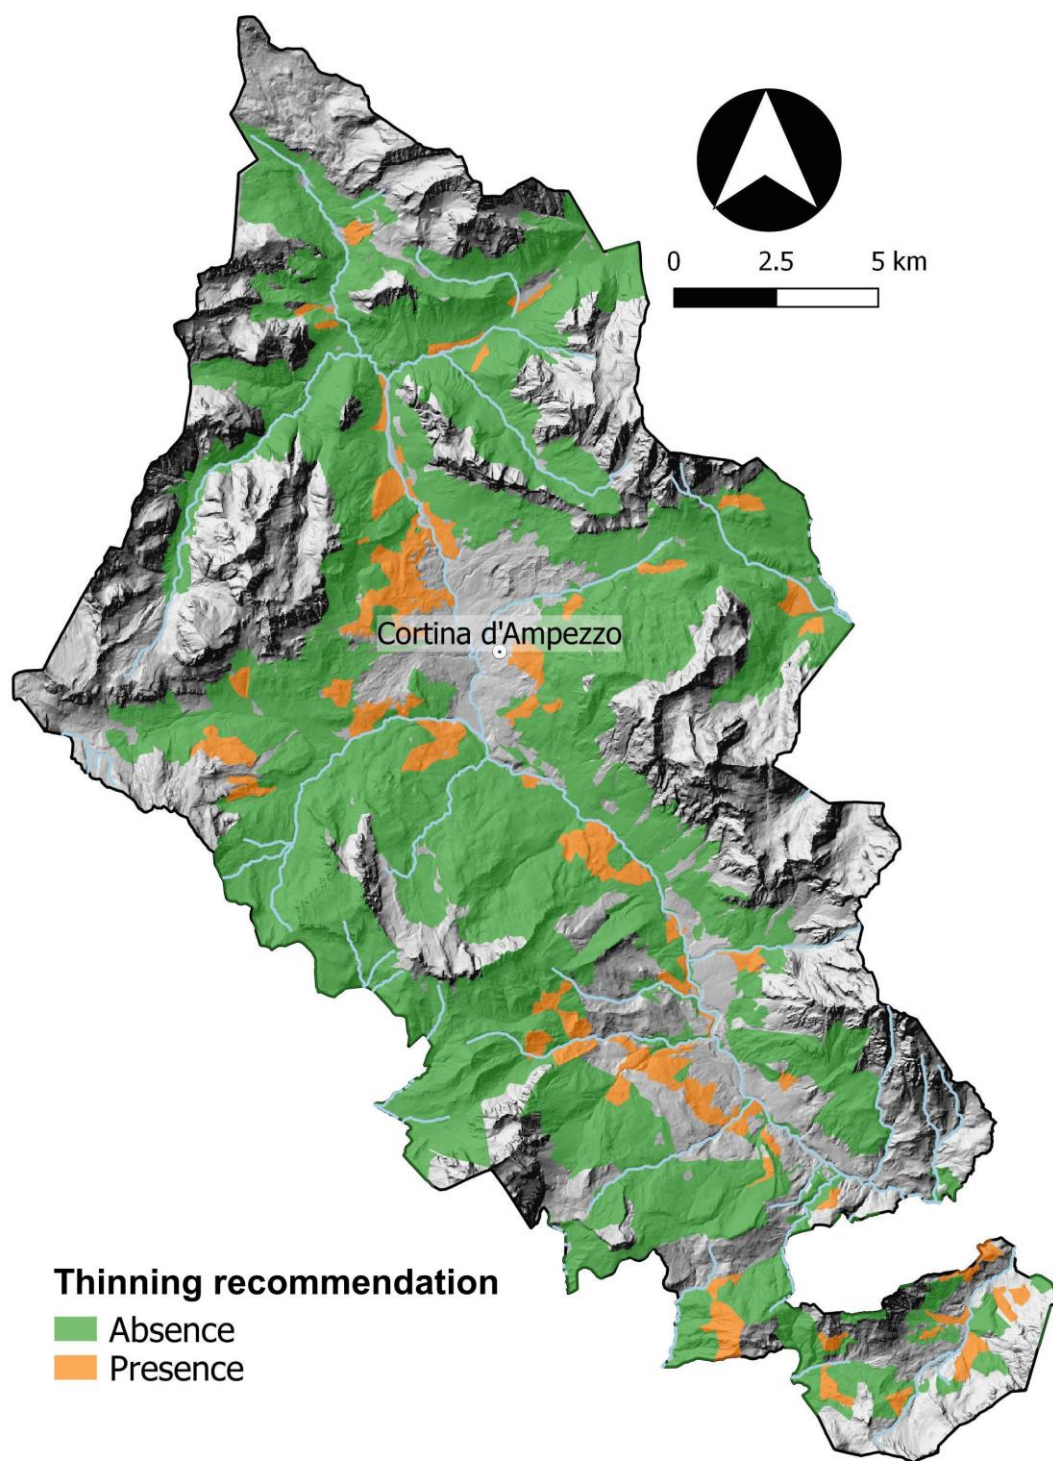 0 2.5 5 km
Cortina d'Ampezzo
Thinning recommendation
Absence
Presence